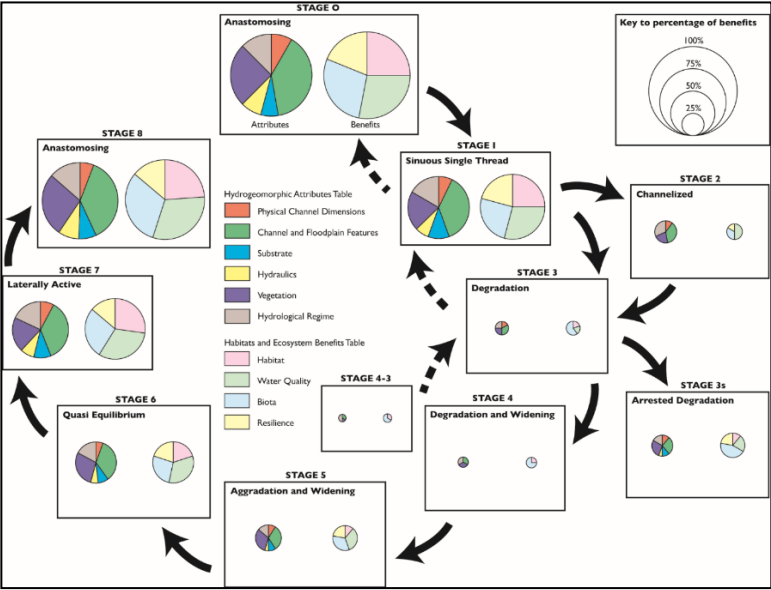 STAGE O
Anastomosing
Attributes
Benefits
Key to percentage of benefits
100%
75%
50%
25%
STAGE 8
Anastomosing
STAGE I
Sinuous Single Thread
STAGE 2
Channelized
Hydrogeomorphic Attributes Table
Physical Channel Dimensions
Channel and Floodplain Features
Substrate
Hydraulics
Vegetation
Hydrological Regime
Habitats and Ecosystem Benefits Table
Habitat
Water Quality
Biota
Resilience
STAGE 7
Laterally Active
STAGE 3
Degradation
STAGE 4-3
STAGE 3s
Arrested Degradation
STAGE 6
Quasi Equilibrium
STAGE 4
Degradation and Widening
STAGE 5
Aggradation and Widening